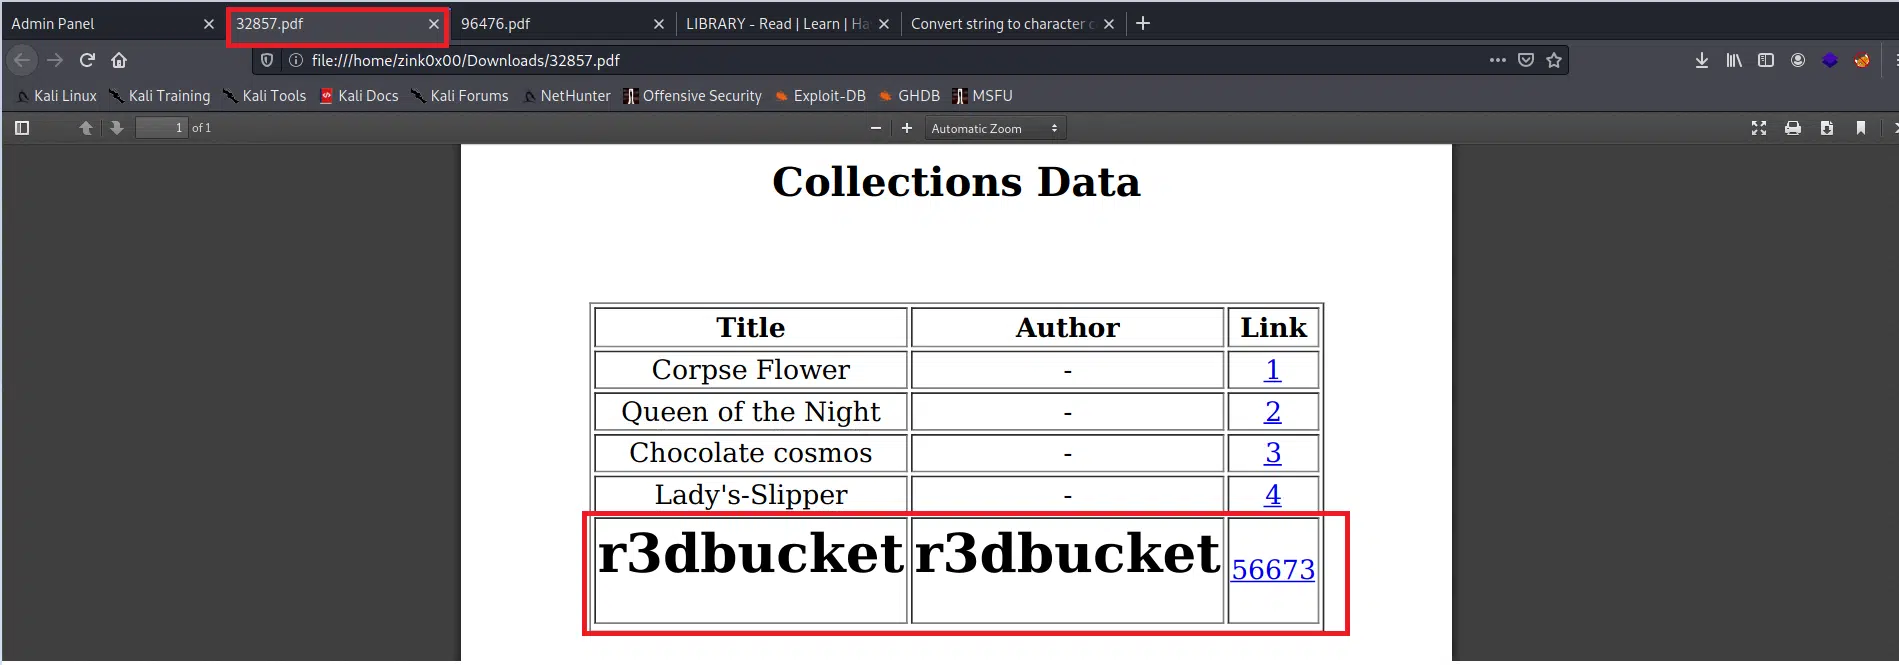 Admin Panel 32857.pdf 96476.pdf LIBRARY - Read | Learn | Ha Convert string to character c
file:///home/zink0x00/Downloads/32857.pdf
Kali Linux Kali Training Kali Tools Kali Docs Kali Forums NetHunter Offensive Security Exploit-DB GHDB MSFU
1 of 1 Automatic Zoom
Collections Data
Title Author Link
Corpse Flower - 1
Queen of the Night - 2
Chocolate cosmos - 3
Lady's-Slipper - 4
r3dbucket r3dbucket 56673